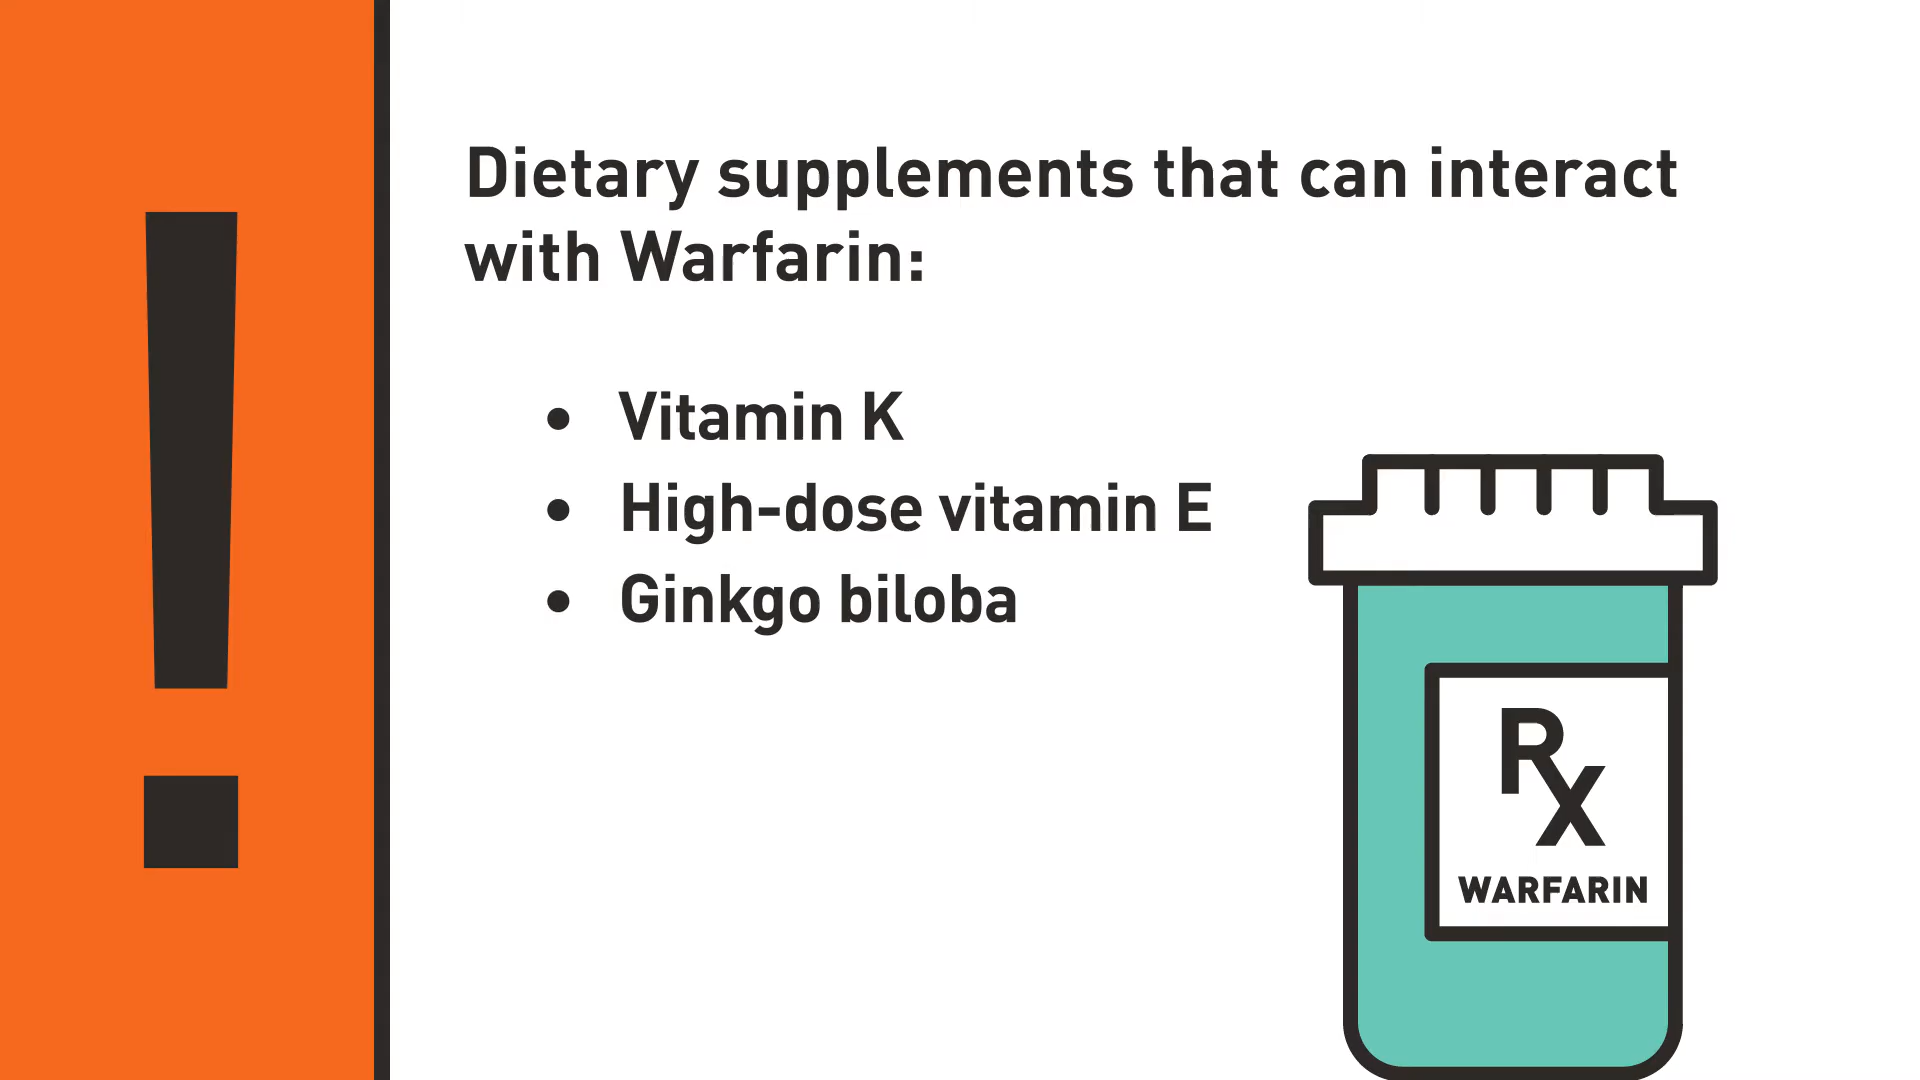 !
Dietary supplements that can interact
with Warfarin:
• Vitamin K
• High-dose vitamin E
• Ginkgo biloba
Rx
WARFARIN